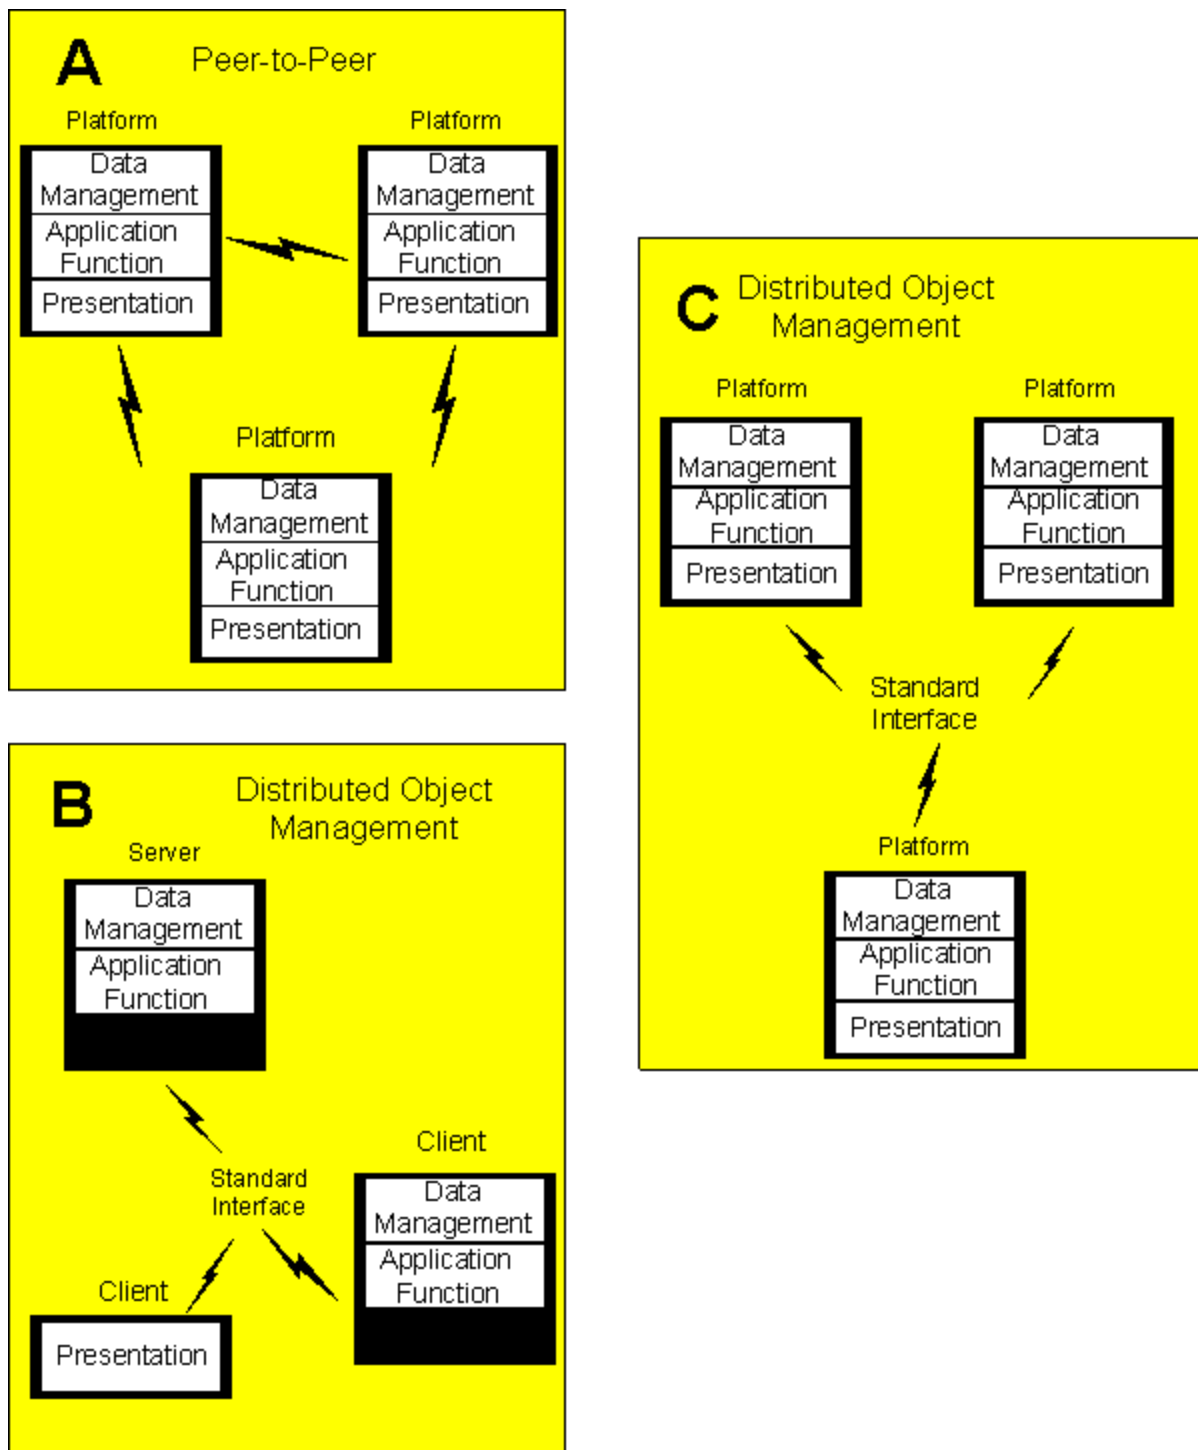 A
Peer-to-Peer
Platform
Data
Management
Application
Function
Presentation
Platform
Data
Management
Application
Function
Presentation
Platform
Data
Management
Application
Function
Presentation
B
Distributed Object
Management
Server
Data
Management
Application
Function
Standard
Interface
Client
Data
Management
Application
Function
Client
Presentation
C
Distributed Object
Management
Platform
Data
Management
Application
Function
Presentation
Platform
Data
Management
Application
Function
Presentation
Standard
Interface
Platform
Data
Management
Application
Function
Presentation